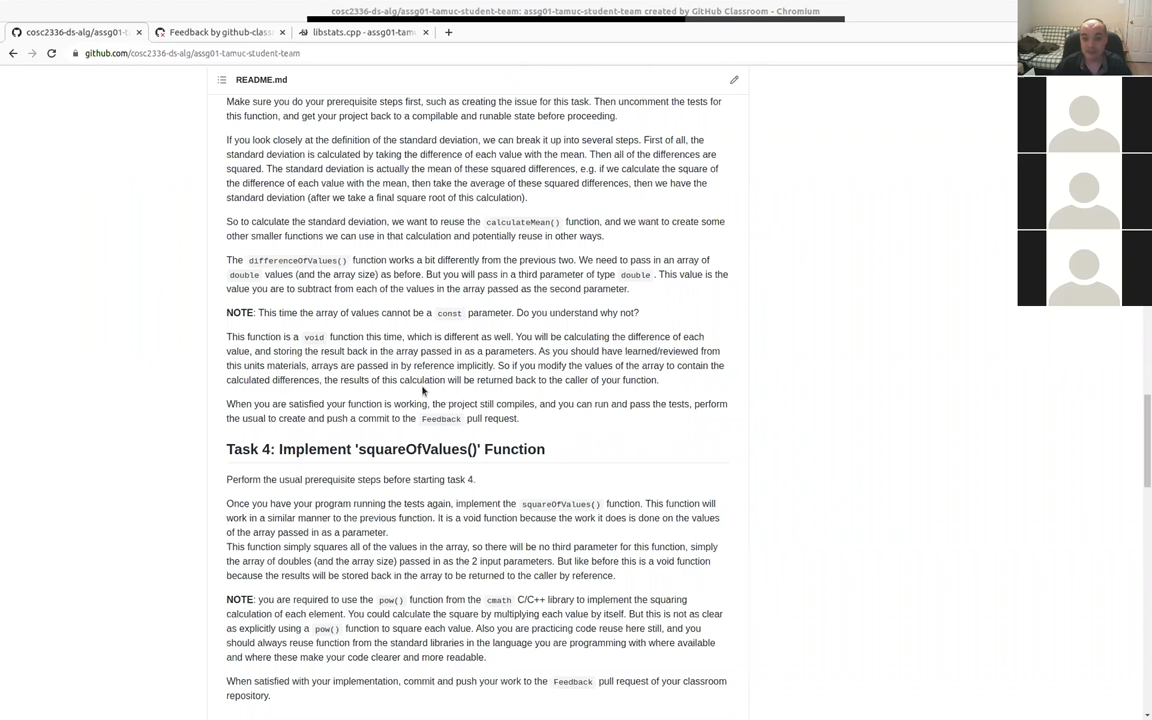 cosc2336-ds-alg/assg01-tamuc-student-team: assg01-tamuc-student-team created by GitHub Classroom - Chromium
cosc2336-ds-alg/assg01-t
Feedback by github-class
libstats.cpp - assg01-tam
github.com/cosc2336-ds-alg/assg01-tamuc-student-team
README.md
Make sure you do your prerequisite steps first, such as creating the issue for this task. Then uncomment the tests for
this function, and get your project back to a compilable and runable state before proceeding.
If you look closely at the definition of the standard deviation, we can break it up into several steps. First of all, the
standard deviation is calculated by taking the difference of each value with the mean. Then all of the differences are
squared. The standard deviation is actually the mean of these squared differences, e.g. if we calculate the square of
the difference of each value with the mean, then take the average of these squared differences, then we have the
standard deviation (after we take a final square root of this calculation).
So to calculate the standard deviation, we want to reuse the calculateMean() function, and we want to create some
other smaller functions we can use in that calculation and potentially reuse in other ways.
The differenceOfValues() function works a bit differently from the previous two. We need to pass in an array of
double values (and the array size) as before. But you will pass in a third parameter of type double. This value is the
value you are to subtract from each of the values in the array passed as the second parameter.
NOTE: This time the array of values cannot be a const parameter. Do you understand why not?
This function is a void function this time, which is different as well. You will be calculating the difference of each
value, and storing the result back in the array passed in as a parameters. As you should have learned/reviewed from
this units materials, arrays are passed in by reference implicitly. So if you modify the values of the array to contain the
calculated differences, the results of this calculation will be returned back to the caller of your function.
When you are satisfied your function is working, the project still compiles, and you can run and pass the tests, perform
the usual to create and push a commit to the Feedback pull request.
Task 4: Implement 'squareOfValues()' Function
Perform the usual prerequisite steps before starting task 4.
Once you have your program running the tests again, implement the squareOfValues() function. This function will
work in a similar manner to the previous function. It is a void function because the work it does is done on the values
of the array passed in as a parameter.
This function simply squares all of the values in the array, so there will be no third parameter for this function, simply
the array of doubles (and the array size) passed in as the 2 input parameters. But like before this is a void function
because the results will be stored back in the array to be returned to the caller by reference.
NOTE: you are required to use the pow() function from the cmath C/C++ library to implement the squaring
calculation of each element. You could calculate the square by multiplying each value by itself. But this is not as clear
as explicitly using a pow() function to square each value. Also you are practicing code reuse here still, and you
should always reuse function from the standard libraries in the language you are programming with where available
and where these make your code clearer and more readable.
When satisfied with your implementation, commit and push your work to the Feedback pull request of your classroom
repository.